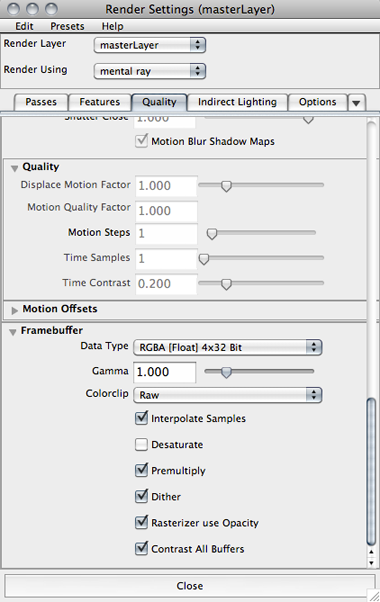 Render Settings (masterLayer)
Edit Presets Help
Render Layer masterLayer
Render Using mental ray
Passes Features Quality Indirect Lighting Options
Shutter Close 1.000
Motion Blur Shadow Maps
Quality
Displace Motion Factor 1.000
Motion Quality Factor 1.000
Motion Steps 1
Time Samples 1
Time Contrast 0.200
Motion Offsets
Framebuffer
Data Type RGBA [Float] 4x32 Bit
Gamma 1.000
Colorclip Raw
Interpolate Samples
Desaturate
Premultiply
Dither
Rasterizer use Opacity
Contrast All Buffers
Close